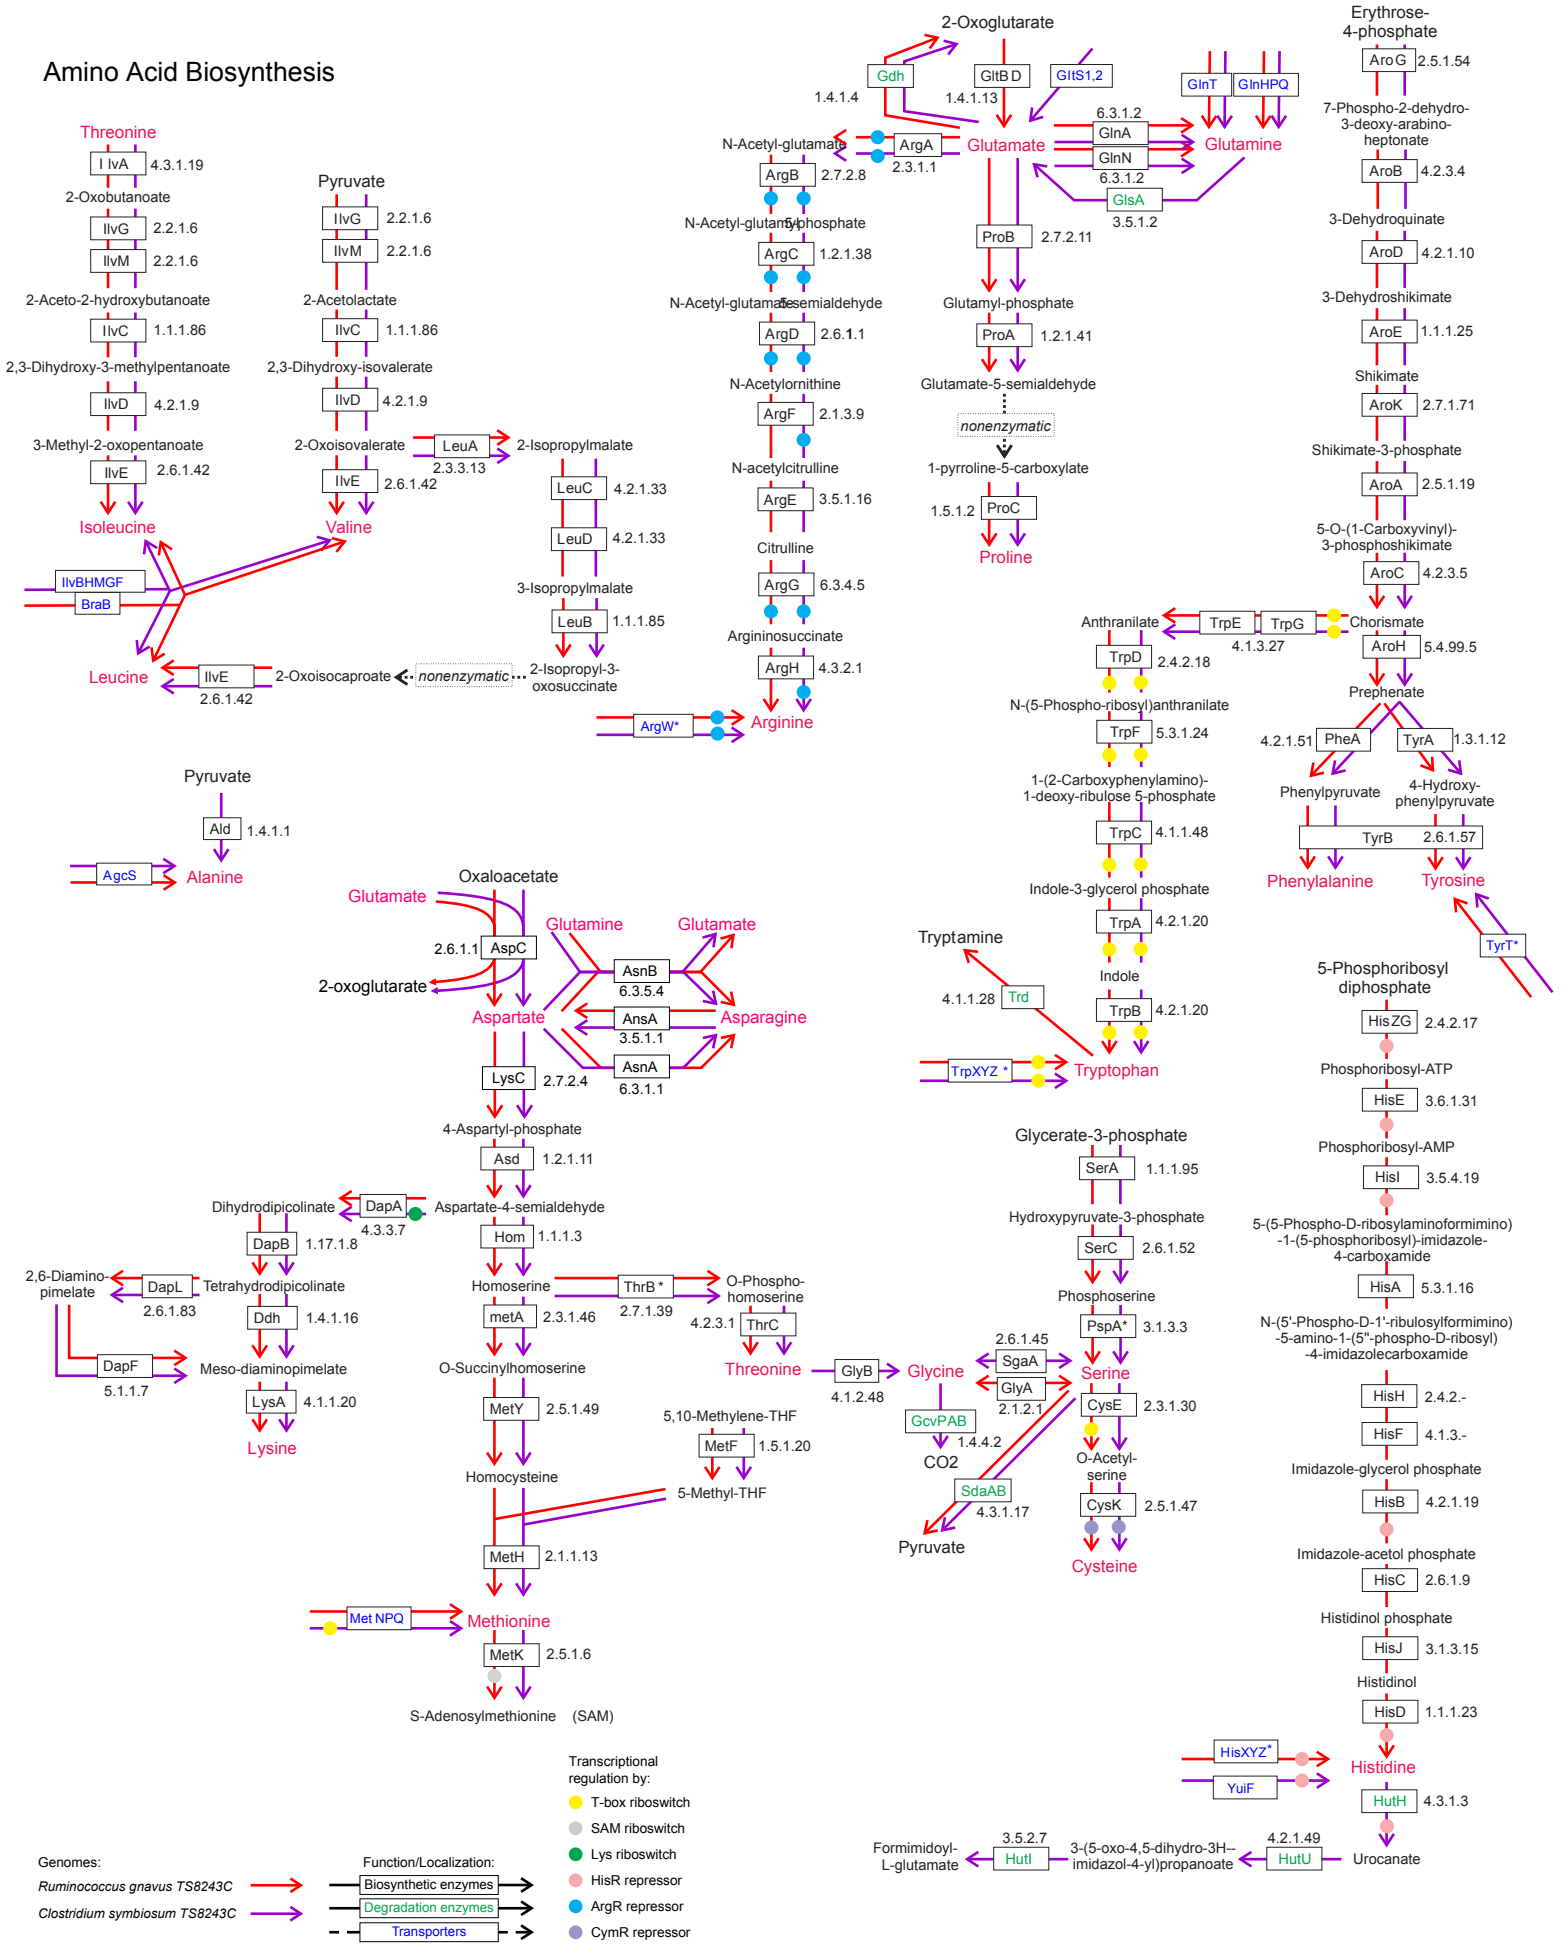 Amino Acid Biosynthesis
Threonine
IlvA 4.3.1.19
2-Oxobutanoate
IlvG 2.2.1.6
IlvM 2.2.1.6
2-Aceto-2-hydroxybutanoate
IlvC 1.1.1.86
2,3-Dihydroxy-3-methylpentanoate
IlvD 4.2.1.9
3-Methyl-2-oxopentanoate
IlvE 2.6.1.42
Isoleucine
Pyruvate
IlvG 2.2.1.6
IlvM 2.2.1.6
2-Acetolactate
IlvC 1.1.1.86
2,3-Dihydroxy-isovalerate
IlvD 4.2.1.9
2-Oxoisovalerate
IlvE 2.6.1.42
Valine
LeuA
2.3.3.13
2-Isopropylmalate
LeuC 4.2.1.33
LeuD 4.2.1.33
3-Isopropylmalate
LeuB 1.1.1.85
2-Isopropyl-3-
oxosuccinate
nonenzymatic
2-Oxoisocaproate
IlvE
2.6.1.42
Leucine
IlvBHMGF
BraB
2-Oxoglutarate
Gdh
1.4.1.4
GltBD
1.4.1.13
GltS1,2
GlnT
GlnHPQ
Glutamate
6.3.1.2
GlnA
GlnN
6.3.1.2
GlsA
3.5.1.2
Glutamine
ArgA
2.3.1.1
N-Acetyl-glutamate
ArgB 2.7.2.8
N-Acetyl-glutamyl-5-phosphate
ArgC 1.2.1.38
N-Acetyl-glutamate-5-semialdehyde
ArgD 2.6.1.1
N-Acetylornithine
ArgF 2.1.3.9
N-acetylcitrulline
ArgE 3.5.1.16
Citrulline
ArgG 6.3.4.5
Argininosuccinate
ArgH 4.3.2.1
Arginine
ArgW*
ProB 2.7.2.11
Glutamyl-phosphate
ProA 1.2.1.41
Glutamate-5-semialdehyde
nonenzymatic
1-pyrroline-5-carboxylate
1.5.1.2 ProC
Proline
Erythrose-
4-phosphate
AroG 2.5.1.54
7-Phospho-2-dehydro-
3-deoxy-arabino-
heptonate
AroB 4.2.3.4
3-Dehydroquinate
AroD 4.2.1.10
3-Dehydroshikimate
AroE 1.1.1.25
Shikimate
AroK 2.7.1.71
Shikimate-3-phosphate
AroA 2.5.1.19
5-O-(1-Carboxyvinyl)-
3-phosphoshikimate
AroC 4.2.3.5
Chorismate
AroH 5.4.99.5
Prephenate
4.2.1.51 PheA
TyrA 1.3.1.12
Phenylpyruvate
4-Hydroxy-
phenylpyruvate
TyrB 2.6.1.57
Phenylalanine
Tyrosine
TyrT*
TrpE TrpG
4.1.3.27
Anthranilate
TrpD 2.4.2.18
N-(5-Phospho-ribosyl)anthranilate
TrpF 5.3.1.24
1-(2-Carboxyphenylamino)-
1-deoxy-ribulose 5-phosphate
TrpC 4.1.1.48
Indole-3-glycerol phosphate
TrpA 4.2.1.20
Indole
TrpB 4.2.1.20
Tryptophan
TrpXYZ *
Tryptamine
4.1.1.28 Trd
Pyruvate
Ald 1.4.1.1
AgcS
Alanine
Oxaloacetate
Glutamate
2.6.1.1 AspC
2-oxoglutarate
Aspartate
Glutamine
Glutamate
AsnB
6.3.5.4
AnsA
3.5.1.1
AsnA
6.3.1.1
Asparagine
LysC 2.7.2.4
4-Aspartyl-phosphate
Asd 1.2.1.11
Aspartate-4-semialdehyde
DapA
4.3.3.7
Dihydrodipicolinate
DapB 1.17.1.8
Tetrahydrodipicolinate
DapL
2.6.1.83
2,6-Diamino-
pimelate
Ddh 1.4.1.16
DapF
5.1.1.7
Meso-diaminopimelate
LysA 4.1.1.20
Lysine
Hom 1.1.1.3
Homoserine
ThrB *
2.7.1.39
O-Phospho-
homoserine
4.2.3.1 ThrC
Threonine
metA 2.3.1.46
O-Succinylhomoserine
MetY 2.5.1.49
Homocysteine
5,10-Methylene-THF
MetF 1.5.1.20
5-Methyl-THF
MetH 2.1.1.13
Met NPQ
Methionine
MetK 2.5.1.6
S-Adenosylmethionine (SAM)
GlyB
4.1.2.48
Glycine
GcvPAB
1.4.4.2
CO2
2.6.1.45
SgaA
GlyA
2.1.2.1
Glycerate-3-phosphate
SerA 1.1.1.95
Hydroxypyruvate-3-phosphate
SerC 2.6.1.52
Phosphoserine
PspA* 3.1.3.3
Serine
SdaAB
4.3.1.17
Pyruvate
CysE 2.3.1.30
O-Acetyl-
serine
CysK 2.5.1.47
Cysteine
5-Phosphoribosyl
diphosphate
HisZG 2.4.2.17
Phosphoribosyl-ATP
HisE 3.6.1.31
Phosphoribosyl-AMP
HisI 3.5.4.19
5-(5-Phospho-D-ribosylaminoformimino)
-1-(5-phosphoribosyl)-imidazole-
4-carboxamide
HisA 5.3.1.16
N-(5'-Phospho-D-1'-ribulosylformimino)
-5-amino-1-(5"-phospho-D-ribosyl)
-4-imidazolecarboxamide
HisH 2.4.2.-
HisF 4.1.3.-
Imidazole-glycerol phosphate
HisB 4.2.1.19
Imidazole-acetol phosphate
HisC 2.6.1.9
Histidinol phosphate
HisJ 3.1.3.15
Histidinol
HisD 1.1.1.23
HisXYZ*
YuiF
Histidine
HutH 4.3.1.3
Urocanate
4.2.1.49
HutU
3-(5-oxo-4,5-dihydro-3H--
imidazol-4-yl)propanoate
3.5.2.7
HutI
Formimidoyl-
L-glutamate
Genomes:
Ruminococcus gnavus TS8243C
Clostridium symbiosum TS8243C
Function/Localization:
Biosynthetic enzymes
Degradation enzymes
Transporters
Transcriptional
regulation by:
T-box riboswitch
SAM riboswitch
Lys riboswitch
HisR repressor
ArgR repressor
CymR repressor